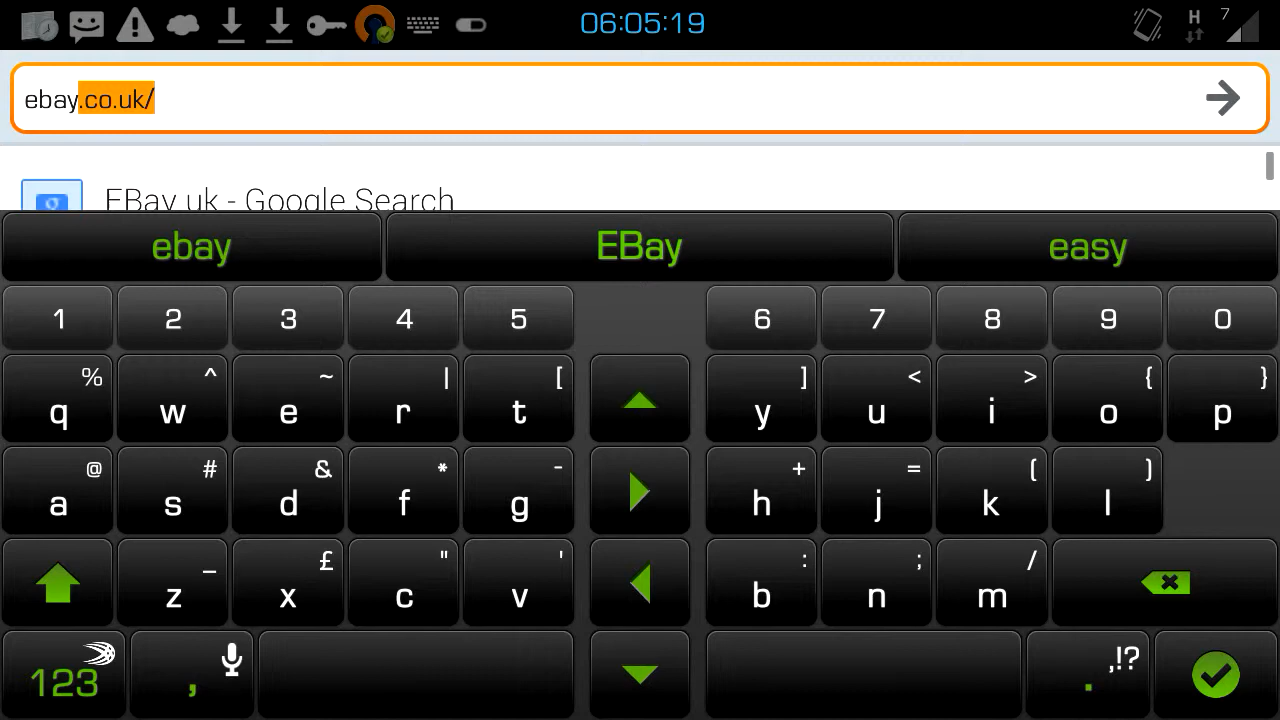 06:05:19 H 7
ebay.co.uk/
g EBay uk - Google Search
ebay EBay easy
1 2 3 4 5 6 7 8 9 0
% ^ ~ | [ ] < > { }
q w e r t y u i o p
@ # & * - + = ( )
a s d f g h j k l
_ £ " ' : ; /
z x c v b n m
123 , ,!? .